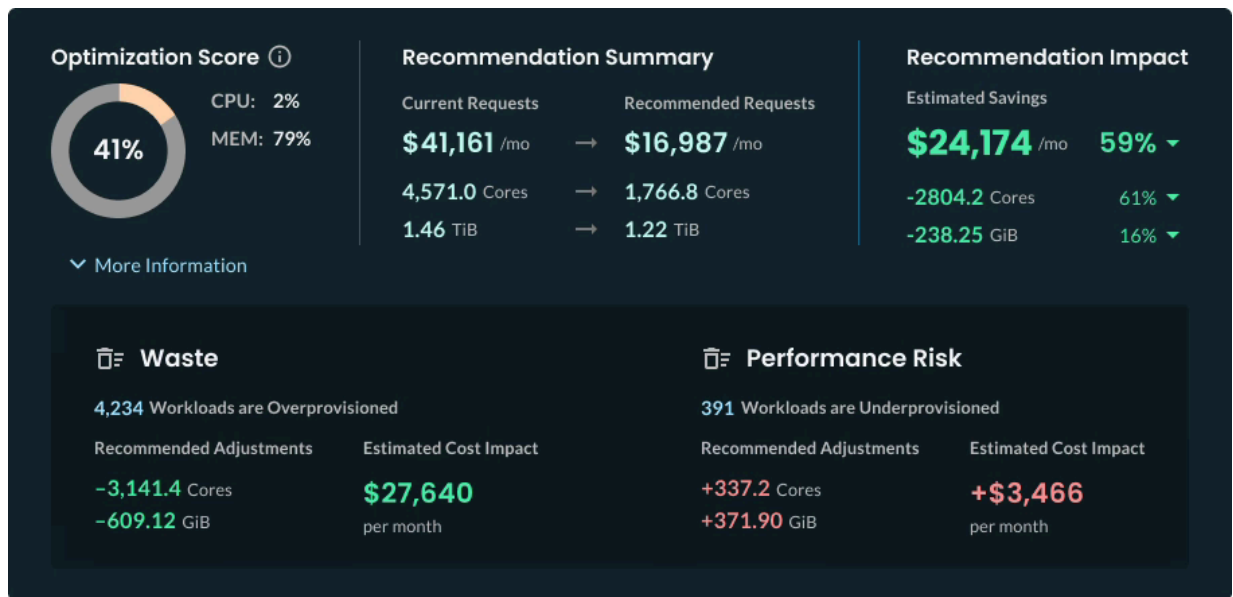 Optimization Score
41%
CPU: 2%
MEM: 79%
More Information
Recommendation Summary
Current Requests Recommended Requests
$41,161 /mo → $16,987 /mo
4,571.0 Cores → 1,766.8 Cores
1.46 TiB → 1.22 TiB
Recommendation Impact
Estimated Savings
$24,174 /mo 59%
-2804.2 Cores 61%
-238.25 GiB 16%
Waste
4,234 Workloads are Overprovisioned
Recommended Adjustments Estimated Cost Impact
−3,141.4 Cores $27,640
−609.12 GiB per month
Performance Risk
391 Workloads are Underprovisioned
Recommended Adjustments Estimated Cost Impact
+337.2 Cores +$3,466
+371.90 GiB per month